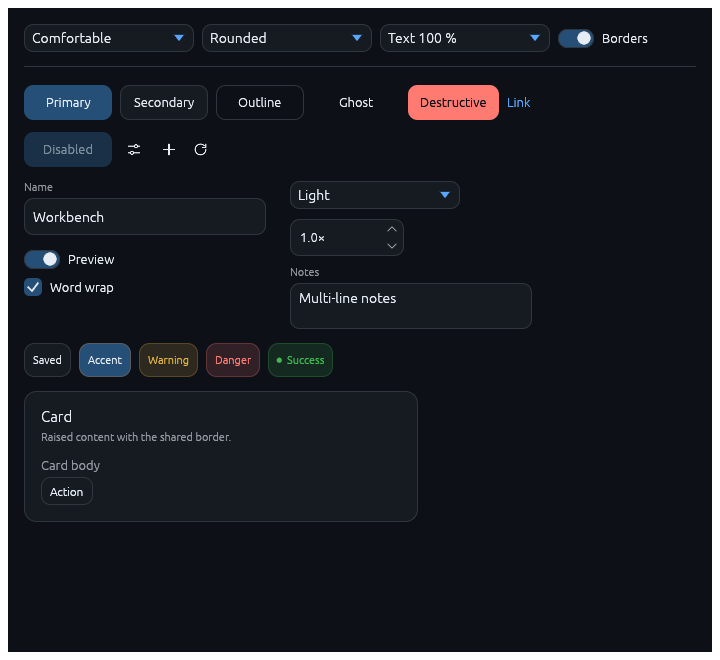 Comfortable Rounded Text 100 % Borders
Primary Secondary Outline Ghost Destructive Link
Disabled
Name
Workbench
Light
1.0×
Preview
Word wrap
Notes
Multi-line notes
Saved Accent Warning Danger Success
Card
Raised content with the shared border.
Card body
Action